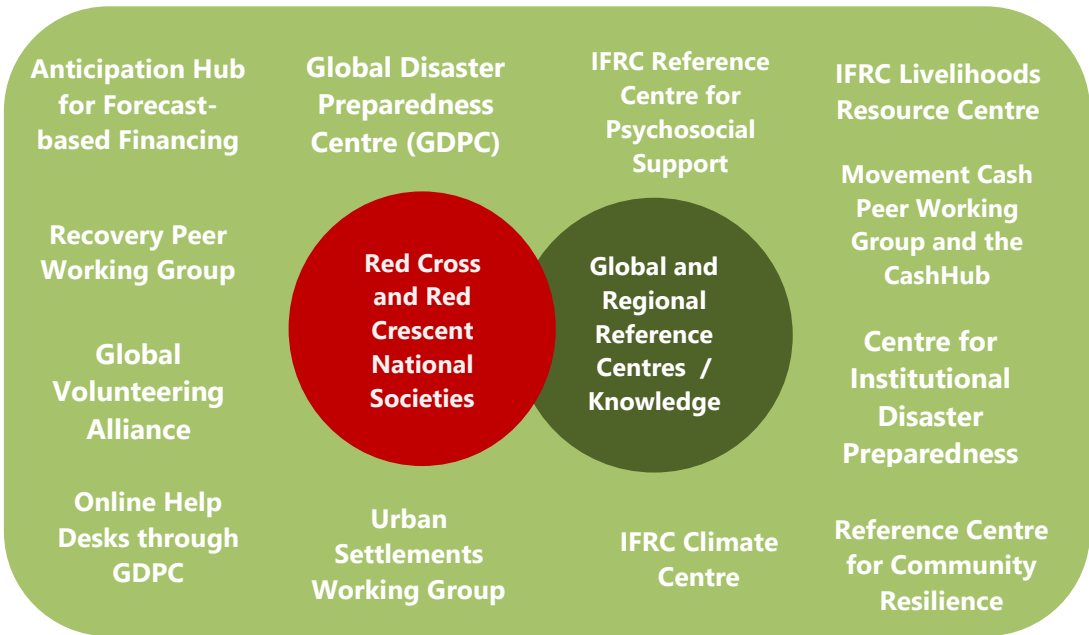 Anticipation Hub
for Forecast-
based Financing
Global Disaster
Preparedness
Centre (GDPC)
IFRC Reference
Centre for
Psychosocial
Support
IFRC Livelihoods
Resource Centre
Recovery Peer
Working Group
Red Cross
and Red
Crescent
National
Societies
Global and
Regional
Reference
Centres /
Knowledge
Movement Cash
Peer Working
Group and the
CashHub
Global
Volunteering
Alliance
Centre for
Institutional
Disaster
Preparedness
Online Help
Desks through
GDPC
Urban
Settlements
Working Group
IFRC Climate
Centre
Reference Centre
for Community
Resilience